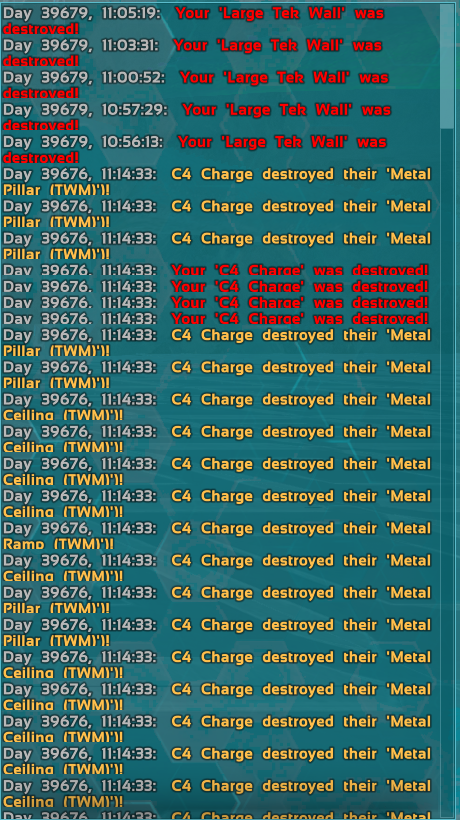 Day 39679, 11:05:19: Your 'Large Tek Wall' was
destroyed!
Day 39679, 11:03:31: Your 'Large Tek Wall' was
destroyed!
Day 39679, 11:00:52: Your 'Large Tek Wall' was
destroyed!
Day 39679, 10:57:29: Your 'Large Tek Wall' was
destroyed!
Day 39679, 10:56:13: Your 'Large Tek Wall' was
destroyed!
Day 39676, 11:14:33: C4 Charge destroyed their 'Metal
Pillar (TWM)'!
Day 39676, 11:14:33: C4 Charge destroyed their 'Metal
Pillar (TWM)'!
Day 39676, 11:14:33: C4 Charge destroyed their 'Metal
Pillar (TWM)'!
Day 39676, 11:14:33: Your 'C4 Charge' was destroyed!
Day 39676, 11:14:33: Your 'C4 Charge' was destroyed!
Day 39676, 11:14:33: Your 'C4 Charge' was destroyed!
Day 39676, 11:14:33: Your 'C4 Charge' was destroyed!
Day 39676, 11:14:33: C4 Charge destroyed their 'Metal
Pillar (TWM)'!
Day 39676, 11:14:33: C4 Charge destroyed their 'Metal
Pillar (TWM)'!
Day 39676, 11:14:33: C4 Charge destroyed their 'Metal
Ceiling (TWM)'!
Day 39676, 11:14:33: C4 Charge destroyed their 'Metal
Ceiling (TWM)'!
Day 39676, 11:14:33: C4 Charge destroyed their 'Metal
Ceiling (TWM)'!
Day 39676, 11:14:33: C4 Charge destroyed their 'Metal
Ceiling (TWM)'!
Day 39676, 11:14:33: C4 Charge destroyed their 'Metal
Ramp (TWM)'!
Day 39676, 11:14:33: C4 Charge destroyed their 'Metal
Ceiling (TWM)'!
Day 39676, 11:14:33: C4 Charge destroyed their 'Metal
Pillar (TWM)'!
Day 39676, 11:14:33: C4 Charge destroyed their 'Metal
Pillar (TWM)'!
Day 39676, 11:14:33: C4 Charge destroyed their 'Metal
Ceiling (TWM)'!
Day 39676, 11:14:33: C4 Charge destroyed their 'Metal
Ceiling (TWM)'!
Day 39676, 11:14:33: C4 Charge destroyed their 'Metal
Ceiling (TWM)'!
Day 39676, 11:14:33: C4 Charge destroyed their 'Metal
Ceiling (TWM)'!
Day 39676, 11:14:33: C4 Charge destroyed their 'Metal
Ceiling (TWM)'!
Day 39676, 11:14:33: C4 Charge destroyed their 'Metal